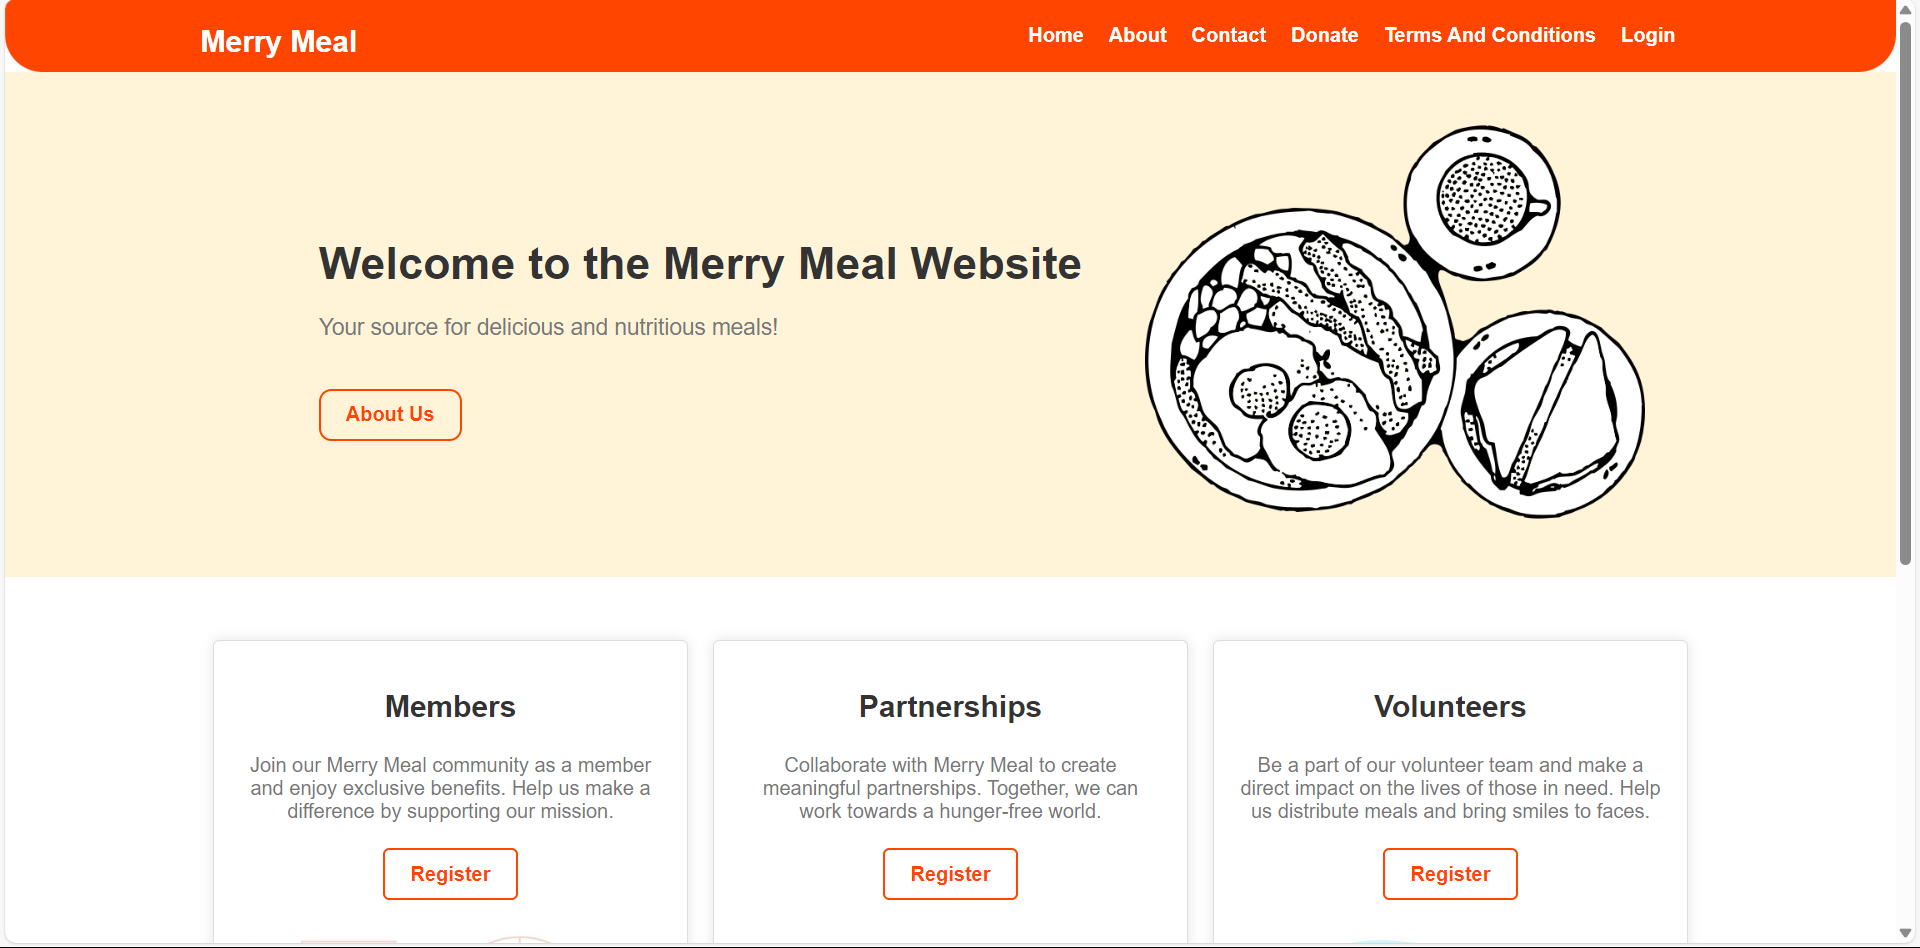 Merry Meal
Home About Contact Donate Terms And Conditions Login
Welcome to the Merry Meal Website
Your source for delicious and nutritious meals!
About Us
Members
Join our Merry Meal community as a member
and enjoy exclusive benefits. Help us make a
difference by supporting our mission.
Register
Partnerships
Collaborate with Merry Meal to create
meaningful partnerships. Together, we can
work towards a hunger-free world.
Register
Volunteers
Be a part of our volunteer team and make a
direct impact on the lives of those in need. Help
us distribute meals and bring smiles to faces.
Register